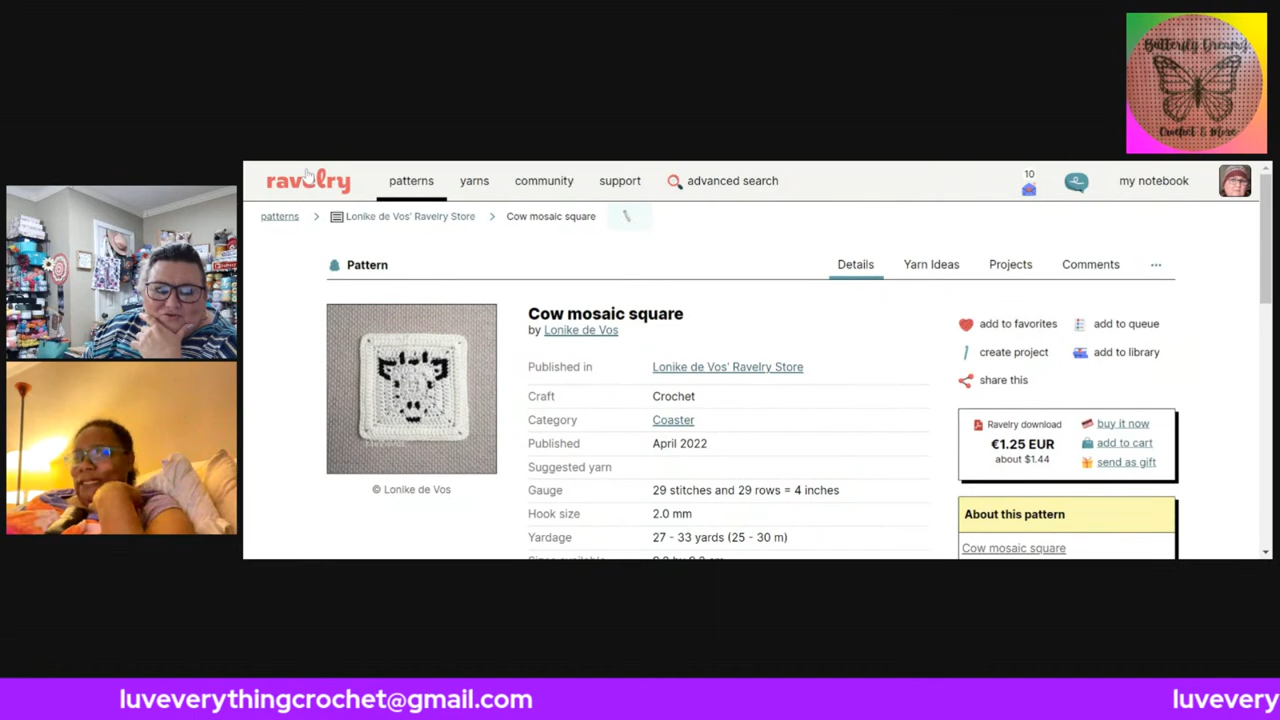 Butterfly Dreamz
Crochet & More
ravelry
patterns
yarns
community
support
advanced search
10
my notebook
patterns > Lonike de Vos' Ravelry Store > Cow mosaic square
Pattern
Details
Yarn Ideas
Projects
Comments
...
Cow mosaic square
by Lonike de Vos
Published in Lonike de Vos' Ravelry Store
Craft Crochet
Category Coaster
Published April 2022
Suggested yarn
Gauge 29 stitches and 29 rows = 4 inches
Hook size 2.0 mm
Yardage 27 - 33 yards (25 - 30 m)
© Lonike de Vos
add to favorites
add to queue
create project
add to library
share this
Ravelry download
€1.25 EUR
about $1.44
buy it now
add to cart
send as gift
About this pattern
Cow mosaic square
luveverythingcrochet@gmail.com
luvevery